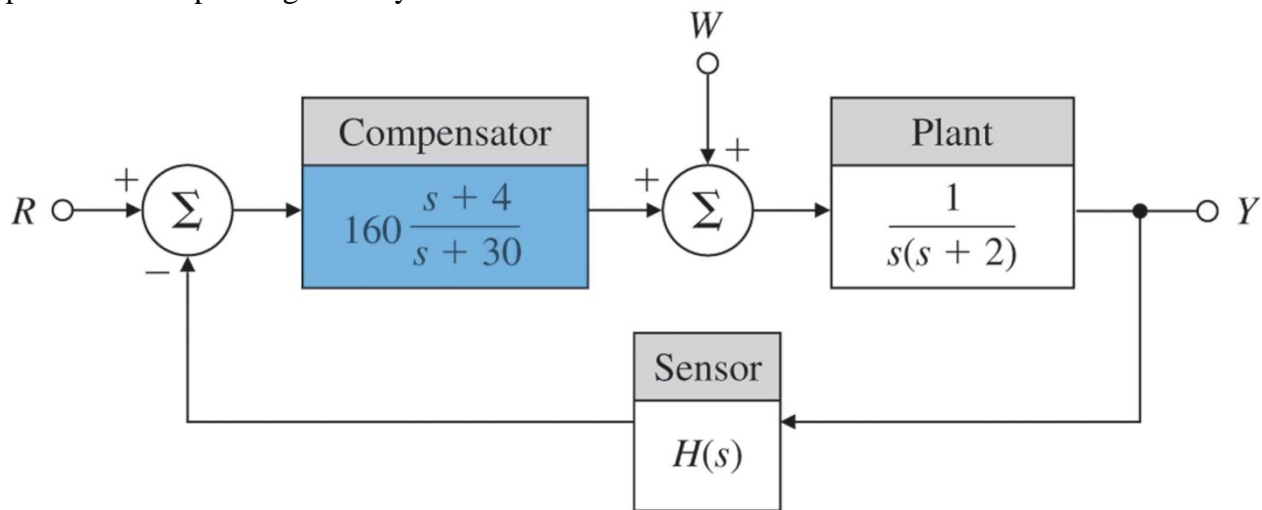 W
Compensator
Plant
+
+
+
R
Σ
160 s + 4 / s + 30
Σ
1 / s(s + 2)
Y
−
Sensor
H(s)